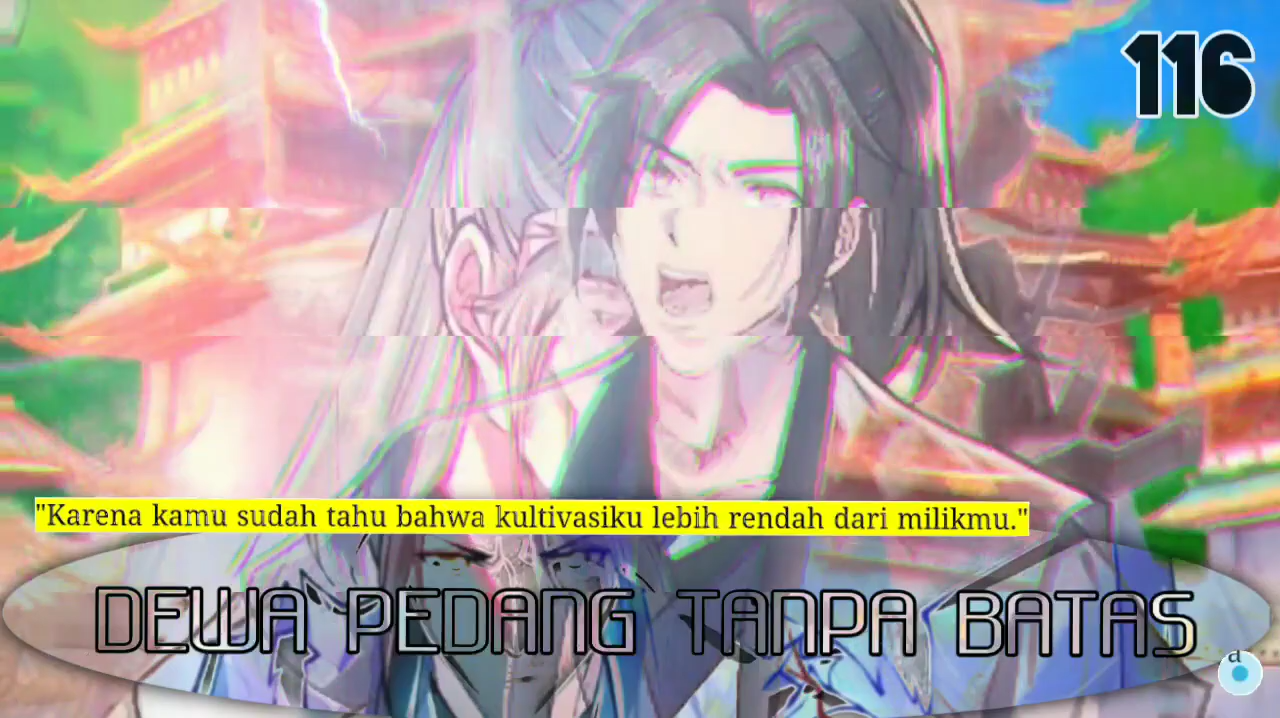 116
"Karena kamu sudah tahu bahwa kultivasiku lebih rendah dari milikmu."
DEWA PEDANG TANPA BATAS
a